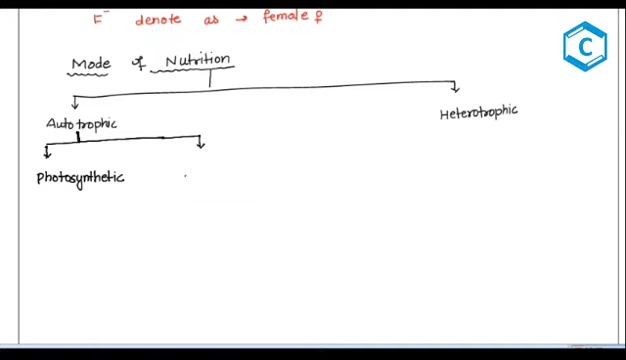 F⁻ denote as → female ♀
Mode of Nutrition
Autotrophic
Heterotrophic
Photosynthetic
C